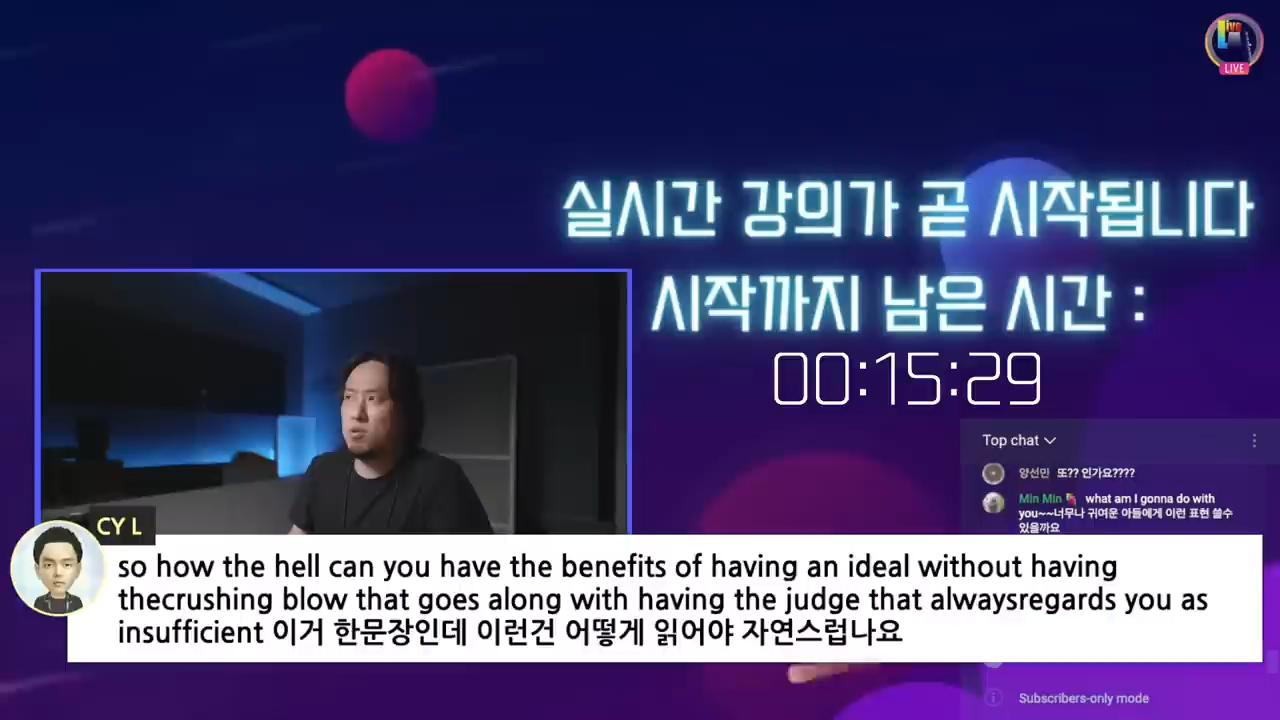 Live
LIVE
실시간 강의가 곧 시작됩니다
시작까지 남은 시간 :
00:15:29
Top chat
양선민 또?? 인가요????
Min Min what am I gonna do with
you~~너무나 귀여운 아들에게 이런 표현 쓸수
있을까요
CY L
so how the hell can you have the benefits of having an ideal without having
thecrushing blow that goes along with having the judge that alwaysregards you as
insufficient 이거 한문장인데 이런건 어떻게 읽어야 자연스럽나요
Subscribers-only mode